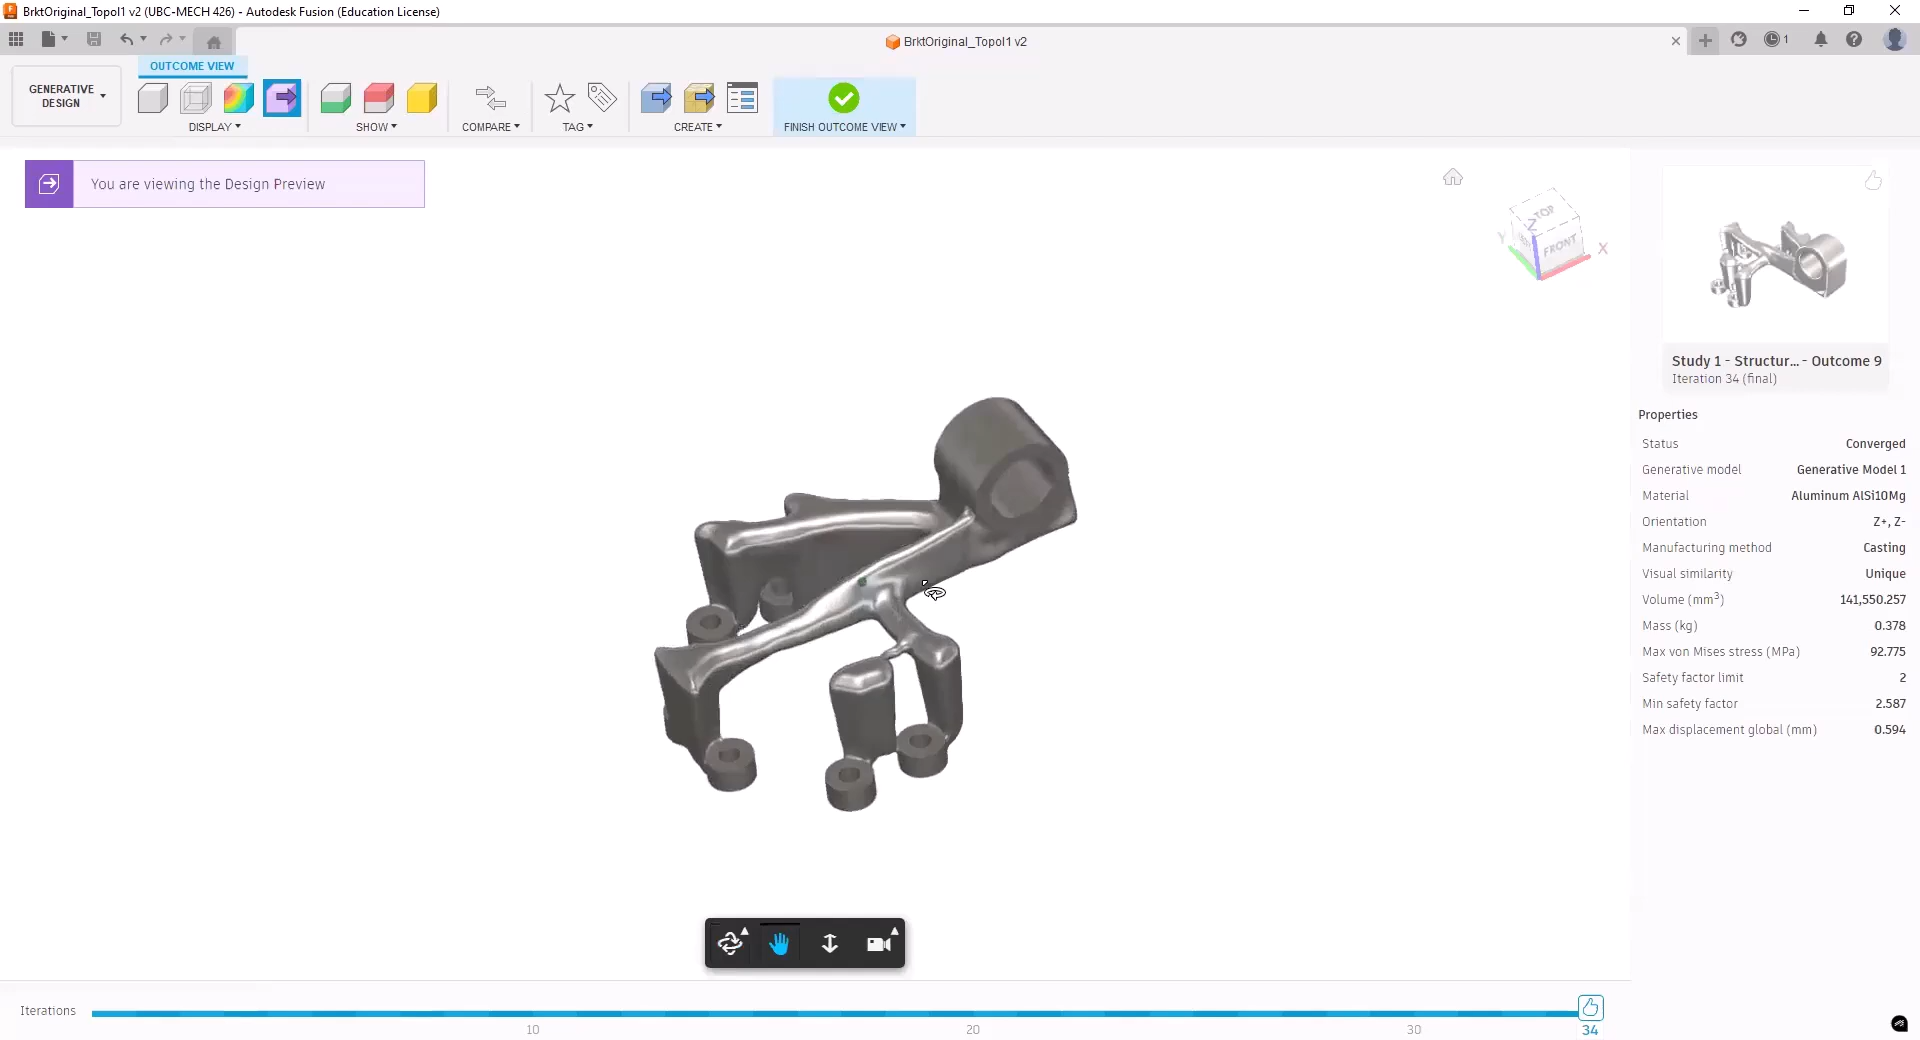 BrktOriginal_Topol1 v2 (UBC-MECH 426) - Autodesk Fusion (Education License)
BrktOriginal_Topol1 v2
1
OUTCOME VIEW
GENERATIVE
DESIGN
DISPLAY
SHOW
COMPARE
TAG
CREATE
FINISH OUTCOME VIEW
You are viewing the Design Preview
TOP
FRONT
Z
Y
X
Study 1 - Structur... - Outcome 9
Iteration 34 (final)
Properties
Status Converged
Generative model Generative Model 1
Material Aluminum AlSi10Mg
Orientation Z+, Z-
Manufacturing method Casting
Visual similarity Unique
Volume (mm³) 141,550.257
Mass (kg) 0.378
Max von Mises stress (MPa) 92.775
Safety factor limit 2
Min safety factor 2.587
Max displacement global (mm) 0.594
Iterations
10
20
30
34